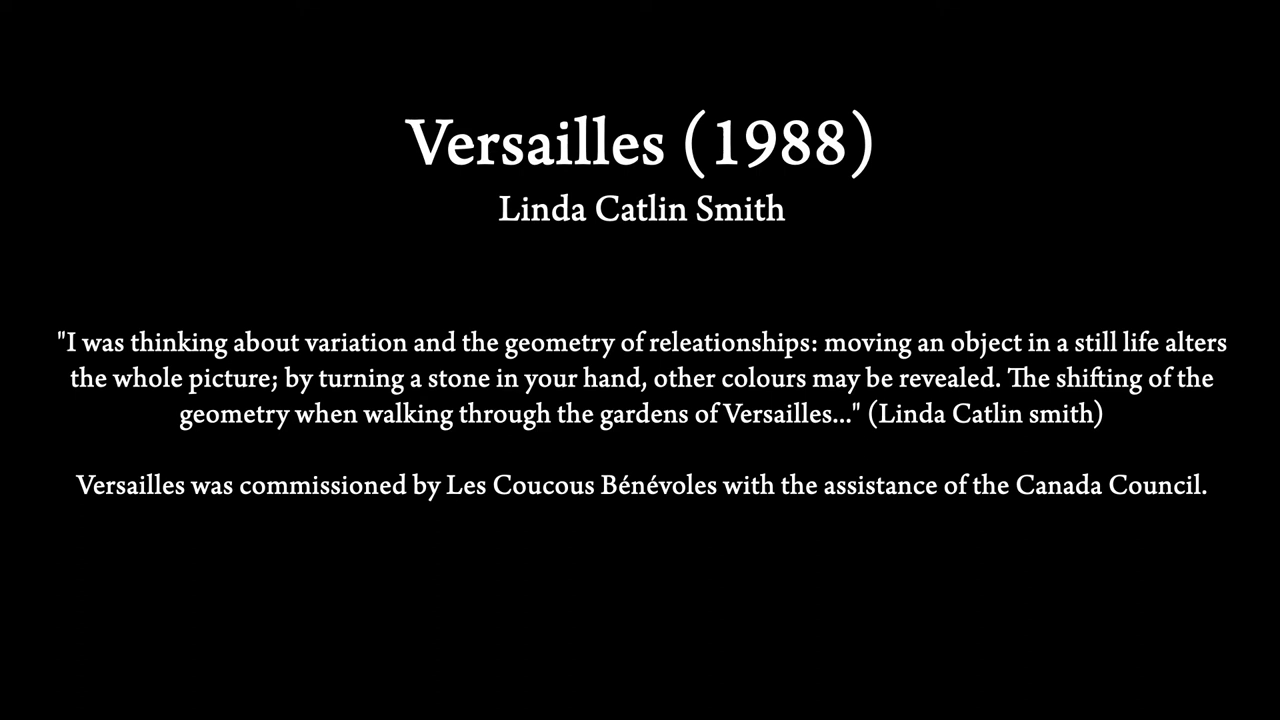 Versailles (1988)
Linda Catlin Smith
"I was thinking about variation and the geometry of releationships: moving an object in a still life alters
the whole picture; by turning a stone in your hand, other colours may be revealed. The shifting of the
geometry when walking through the gardens of Versailles..." (Linda Catlin smith)
Versailles was commissioned by Les Coucous Bénévoles with the assistance of the Canada Council.